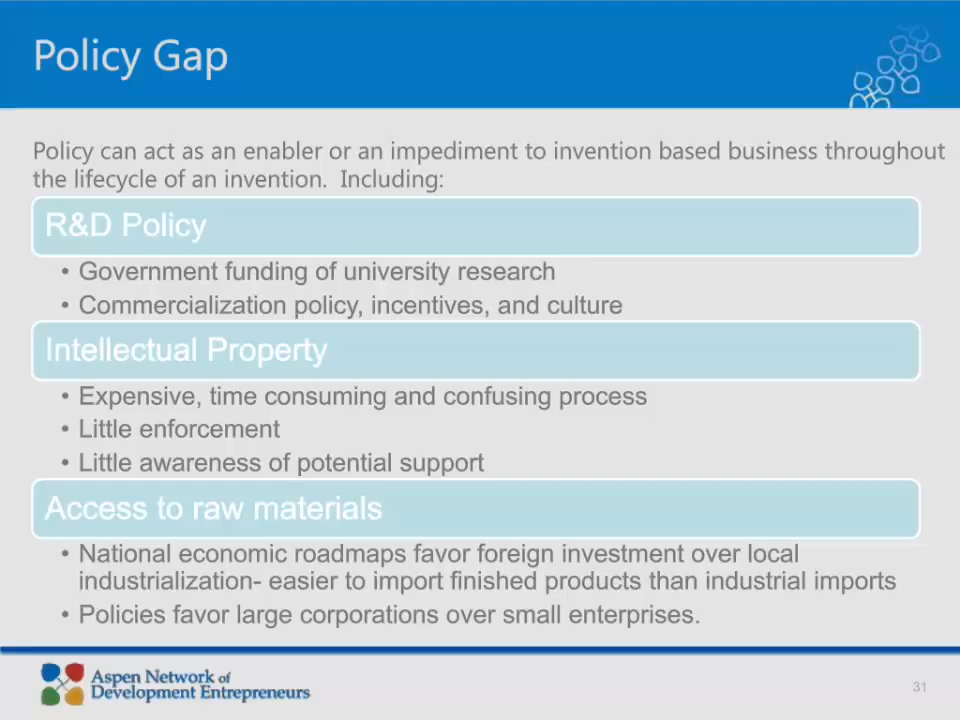 Policy Gap
Policy can act as an enabler or an impediment to invention based business throughout
the lifecycle of an invention.  Including:
R&D Policy
• Government funding of university research
• Commercialization policy, incentives, and culture
Intellectual Property
• Expensive, time consuming and confusing process
• Little enforcement
• Little awareness of potential support
Access to raw materials
• National economic roadmaps favor foreign investment over local
industrialization- easier to import finished products than industrial imports
• Policies favor large corporations over small enterprises.
Aspen Network of
Development Entrepreneurs
31